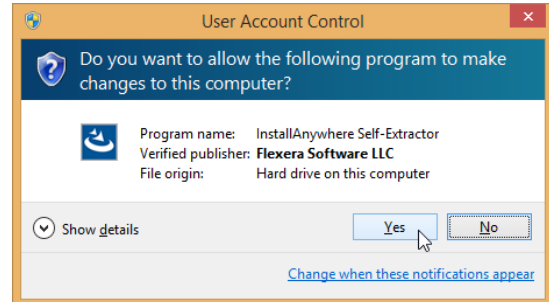 User Account Control
Do you want to allow the following program to make
changes to this computer?
Program name: InstallAnywhere Self-Extractor
Verified publisher: Flexera Software LLC
File origin: Hard drive on this computer
Show details
Yes
No
Change when these notifications appear